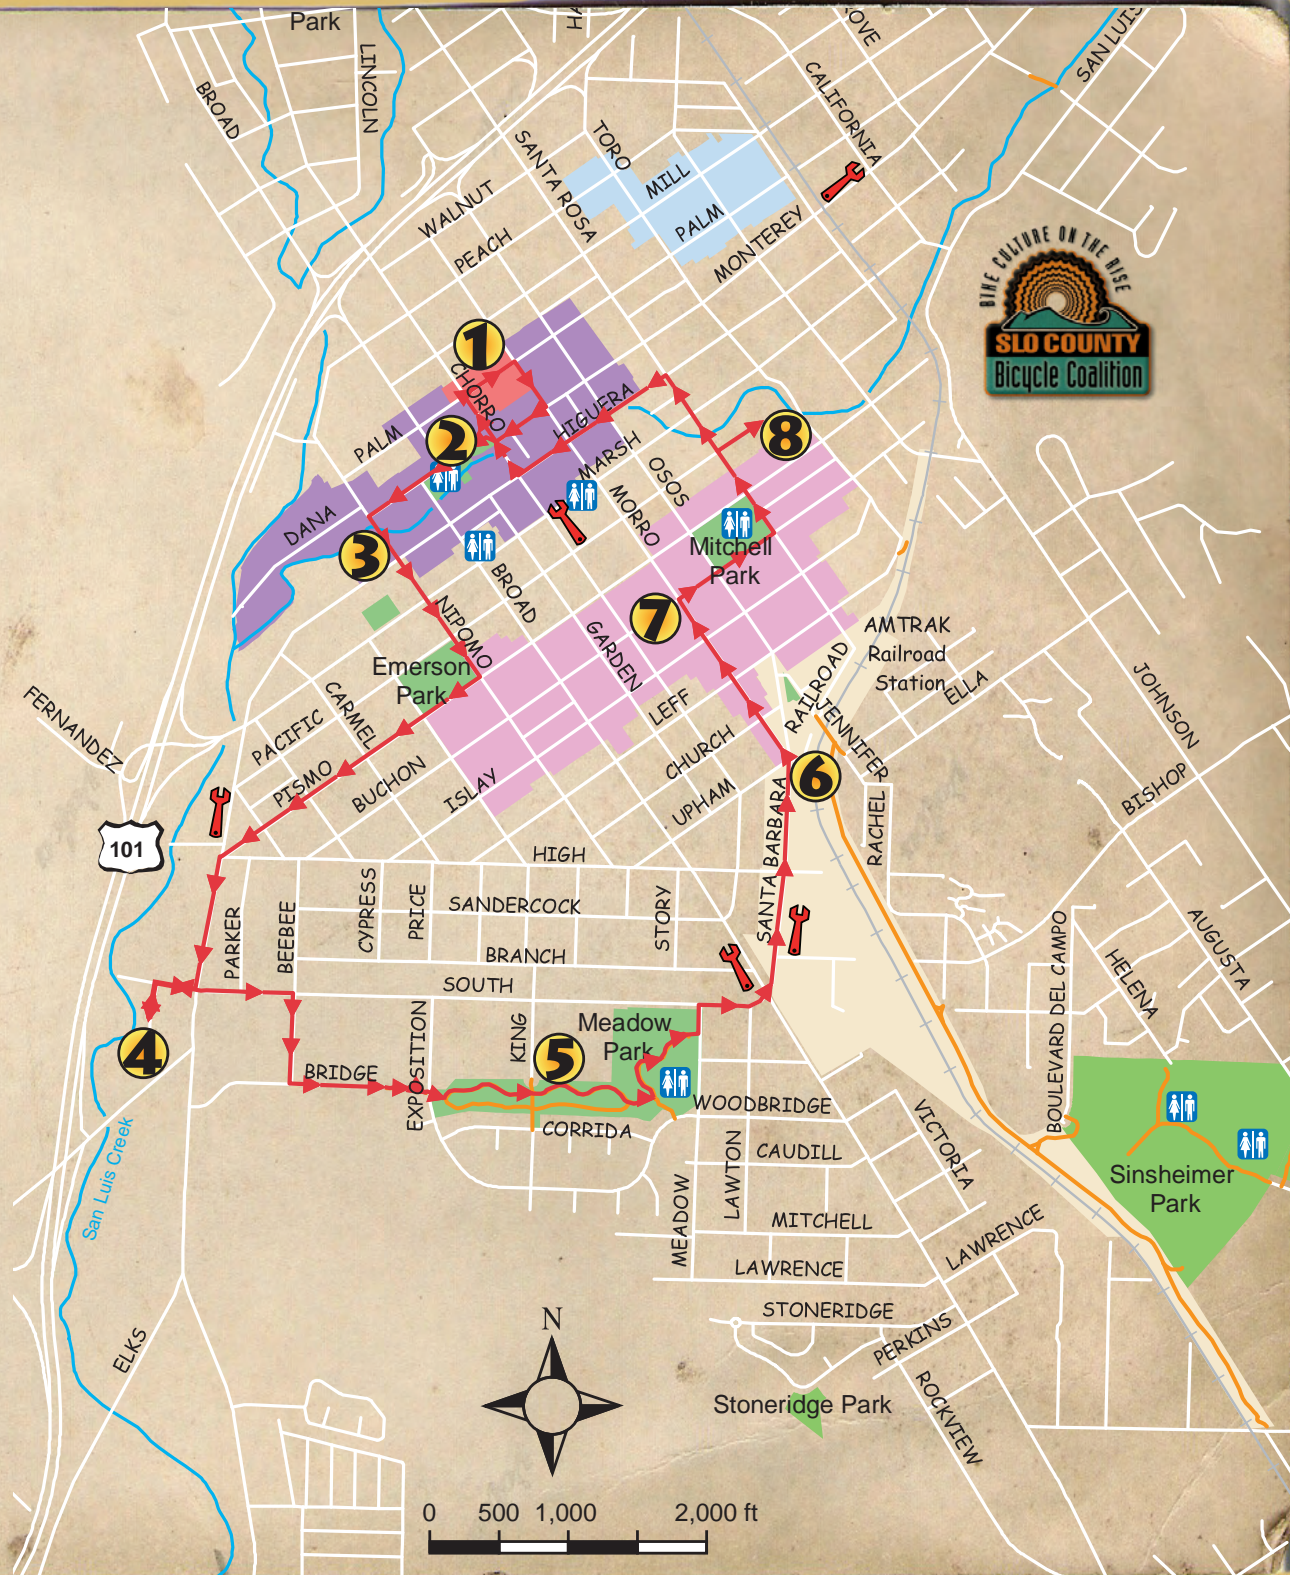 Park
HA
OVE
SAN LUIS
LINCOLN
BROAD
CALIFORNIA
TORO
SANTA ROSA
MILL
WALNUT
PALM
PEACH
MONTEREY
BIKE CULTURE ON THE RISE
SLO COUNTY
Bicycle Coalition
1
CHORRO
HIGUERA
2
PALM
8
MARSH
OSOS
MORRO
DANA
3
Mitchell
Park
BROAD
NIPOMO
7
GARDEN
AMTRAK
Railroad
Station
Emerson
Park
RAILROAD
ELLA
JOHNSON
FERNANDEZ
CARMEL
LEFF
JENNIFER
PACIFIC
CHURCH
PISMO
BUCHON
ISLAY
UPHAM
6
BISHOP
RACHEL
101
HIGH
SANTA BARBARA
CYPRESS
PRICE
SANDERCOCK
STORY
PARKER
BEEBEE
BRANCH
SOUTH
AUGUSTA
HELENA
BOULEVARD DEL CAMPO
EXPOSITION
KING
Meadow
Park
4
5
BRIDGE
WOODBRIDGE
CORRIDA
VICTORIA
San Luis Creek
LAWTON
CAUDILL
Sinsheimer
Park
MEADOW
MITCHELL
LAWRENCE
LAWRENCE
STONERIDGE
PERKINS
ELKS
N
Stoneridge Park
ROCKVIEW
0 500 1,000 2,000 ft